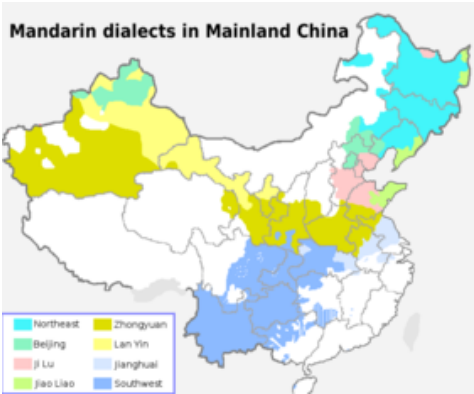 Mandarin dialects in Mainland China
Northeast
Zhongyuan
Beijing
Lan Yin
Ji Lu
Jianghuai
Jiao Liao
Southwest